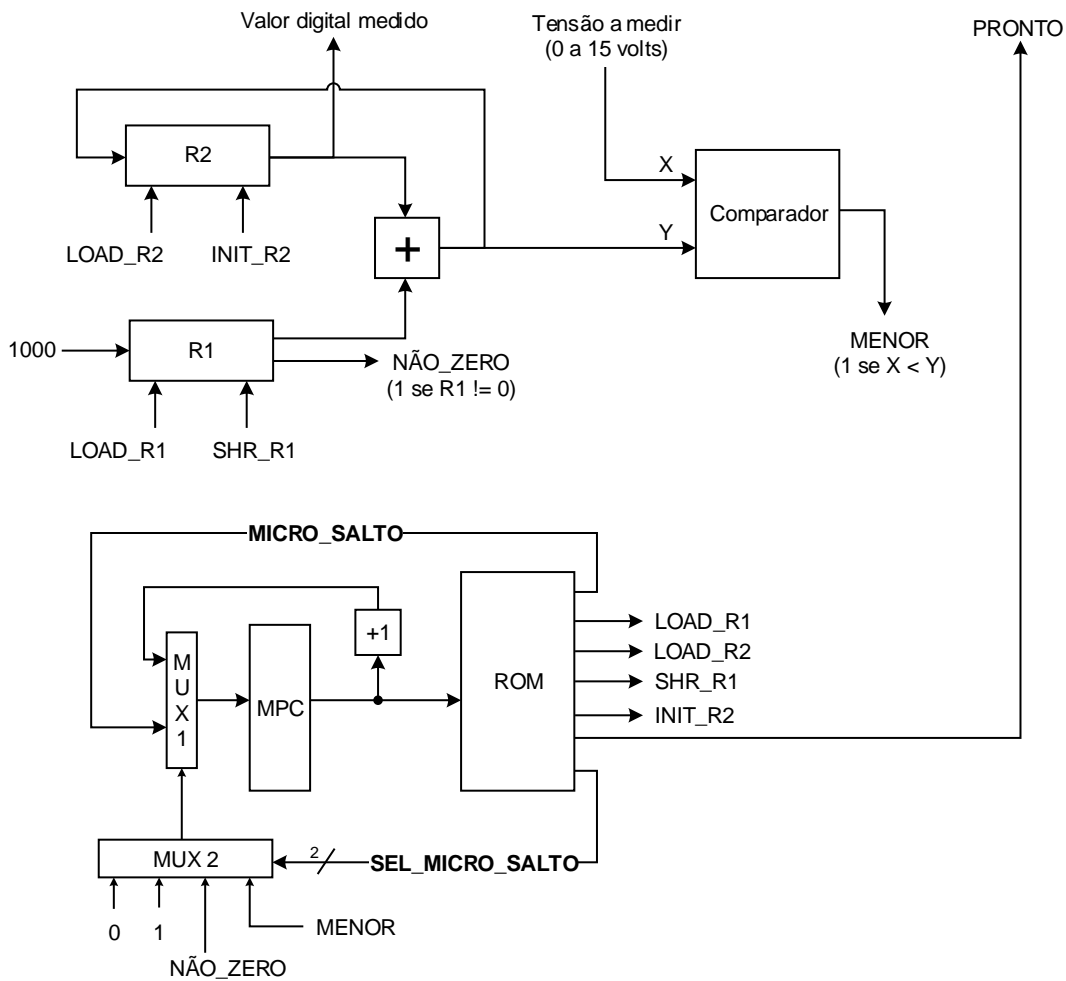 Valor digital medido
Tensão a medir
(0 a 15 volts)
PRONTO
R2
X
Comparador
LOAD_R2
INIT_R2
+
Y
1000
R1
NÃO_ZERO
(1 se R1 != 0)
MENOR
(1 se X < Y)
LOAD_R1
SHR_R1
MICRO_SALTO
+1
LOAD_R1
LOAD_R2
SHR_R1
INIT_R2
MUX1
MPC
ROM
MUX 2
2
SEL_MICRO_SALTO
0
1
MENOR
NÃO_ZERO